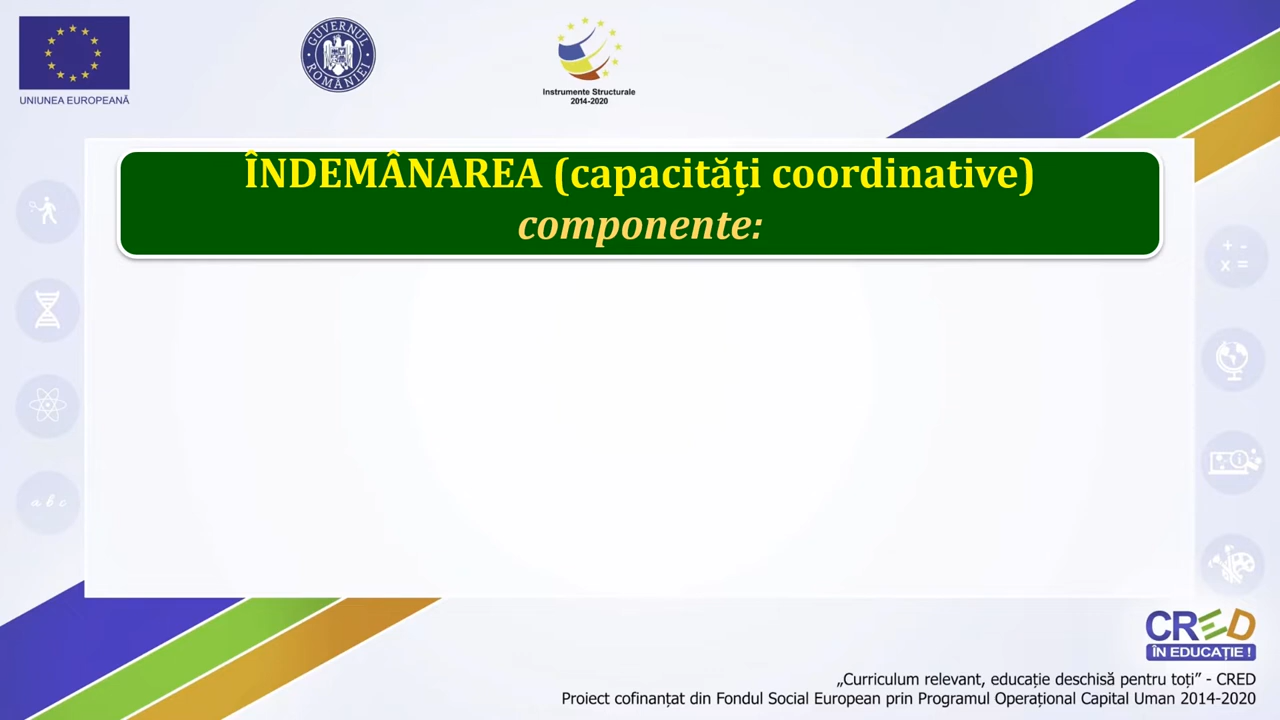 UNIUNEA EUROPEANĂ
GUVERNUL ROMÂNIEI
Instrumente Structurale
2014-2020
ÎNDEMÂNAREA (capacități coordinative)
componente:
+ -
x =
a b c
CRED
ÎN EDUCAȚIE !
„Curriculum relevant, educație deschisă pentru toți” - CRED
Proiect cofinanțat din Fondul Social European prin Programul Operațional Capital Uman 2014-2020